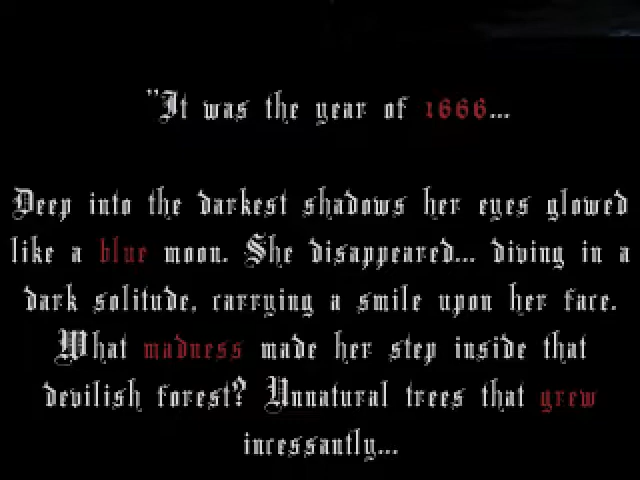 "It was the year of 1666...
Deep into the darkest shadows her eyes glowed
like a blue moon. She disappeared... diving in a
dark solitude, carrying a smile upon her face.
What madness made her step inside that
devilish forest? Unnatural trees that grew
incessantly...